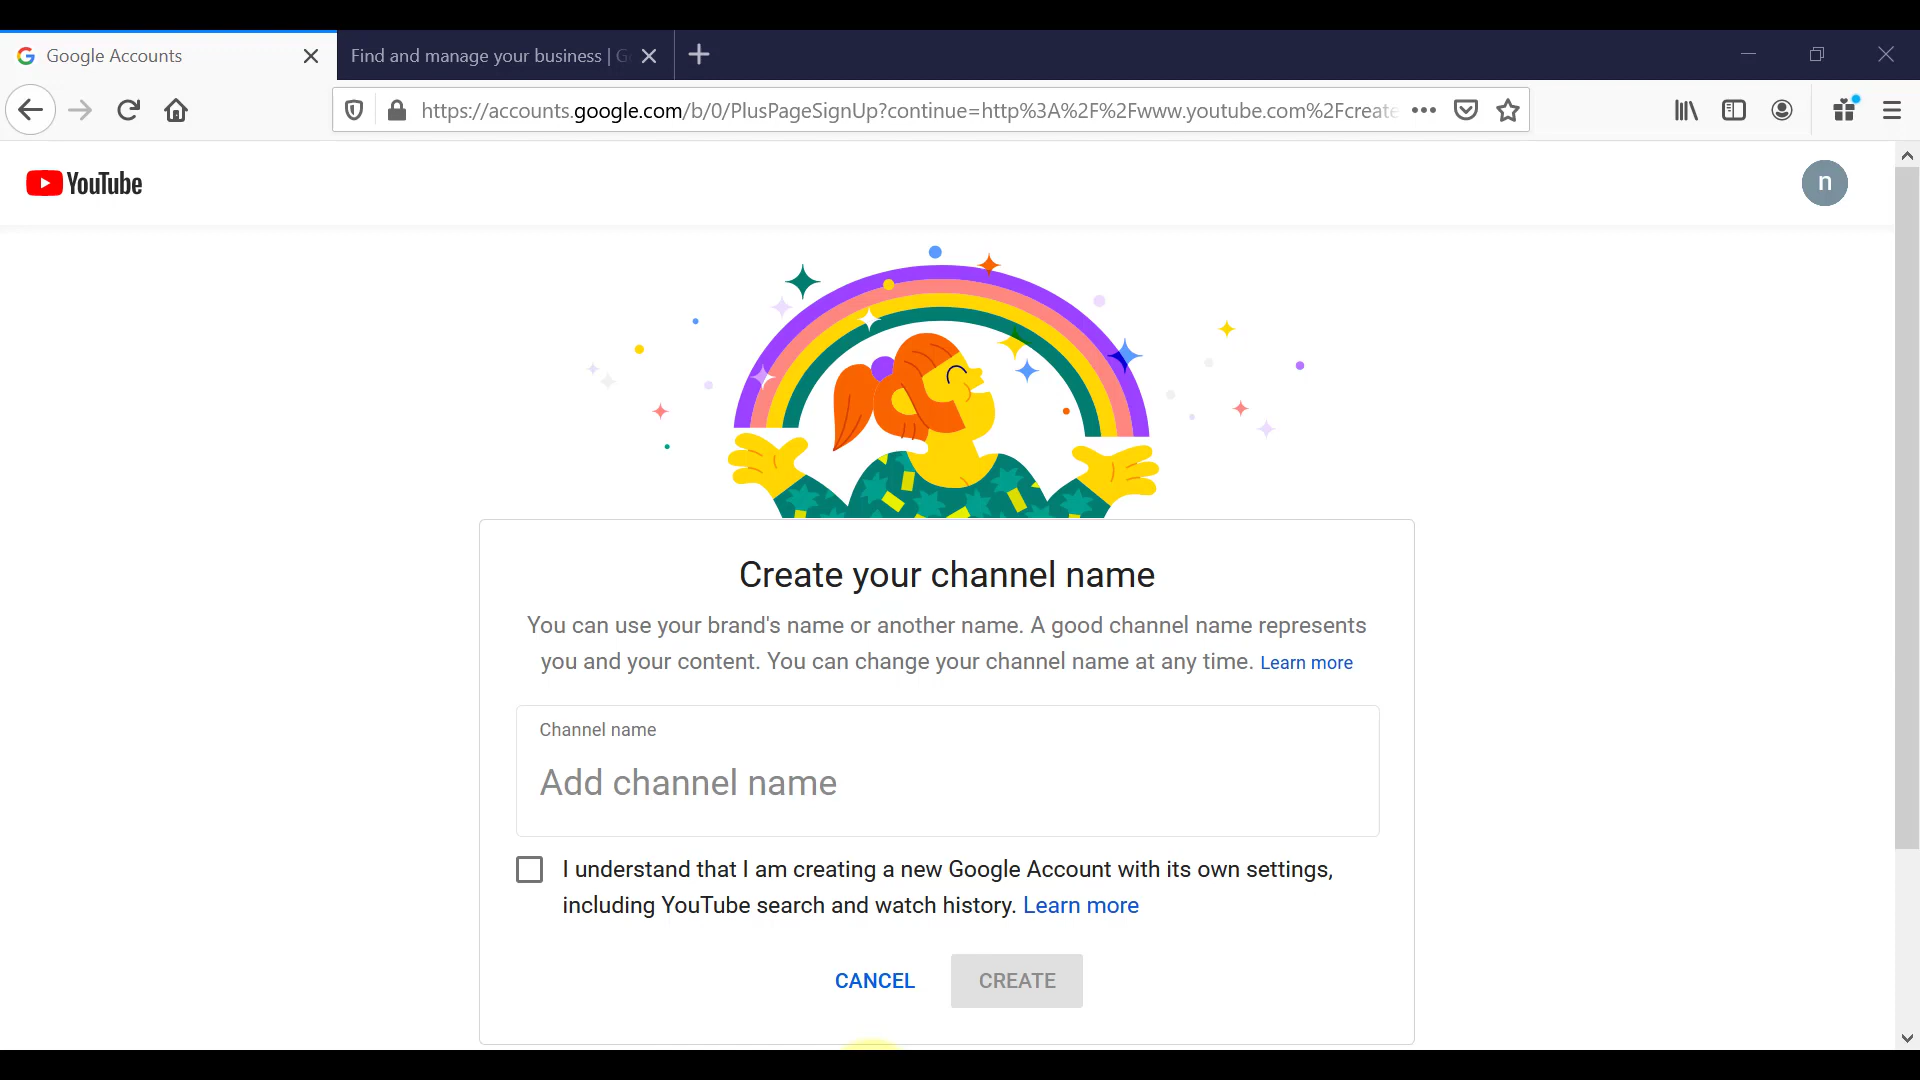 Google Accounts
Find and manage your business | G
https://accounts.google.com/b/0/PlusPageSignUp?continue=http%3A%2F%2Fwww.youtube.com%2Fcreate
YouTube
n
Create your channel name
You can use your brand's name or another name. A good channel name represents
you and your content. You can change your channel name at any time. Learn more
Channel name
Add channel name
I understand that I am creating a new Google Account with its own settings,
including YouTube search and watch history. Learn more
CANCEL CREATE